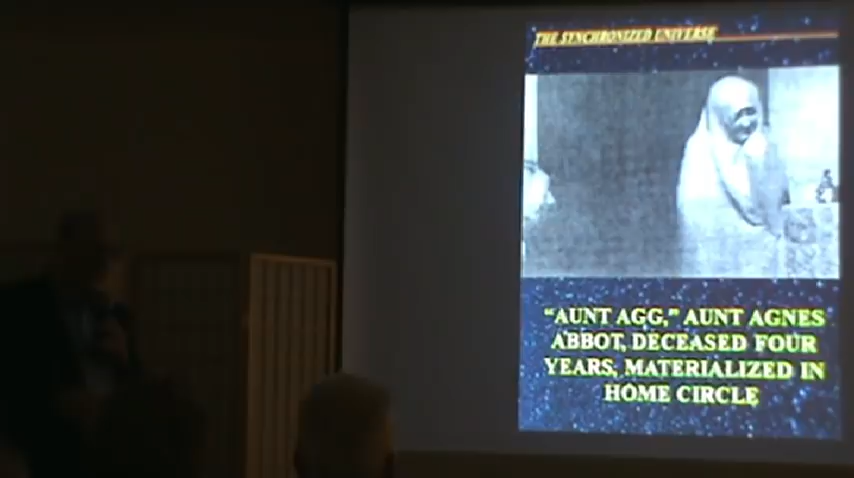 THE SYNCHRONIZED UNIVERSE
“AUNT AGG,” AUNT AGNES
ABBOT, DECEASED FOUR
YEARS, MATERIALIZED IN
HOME CIRCLE